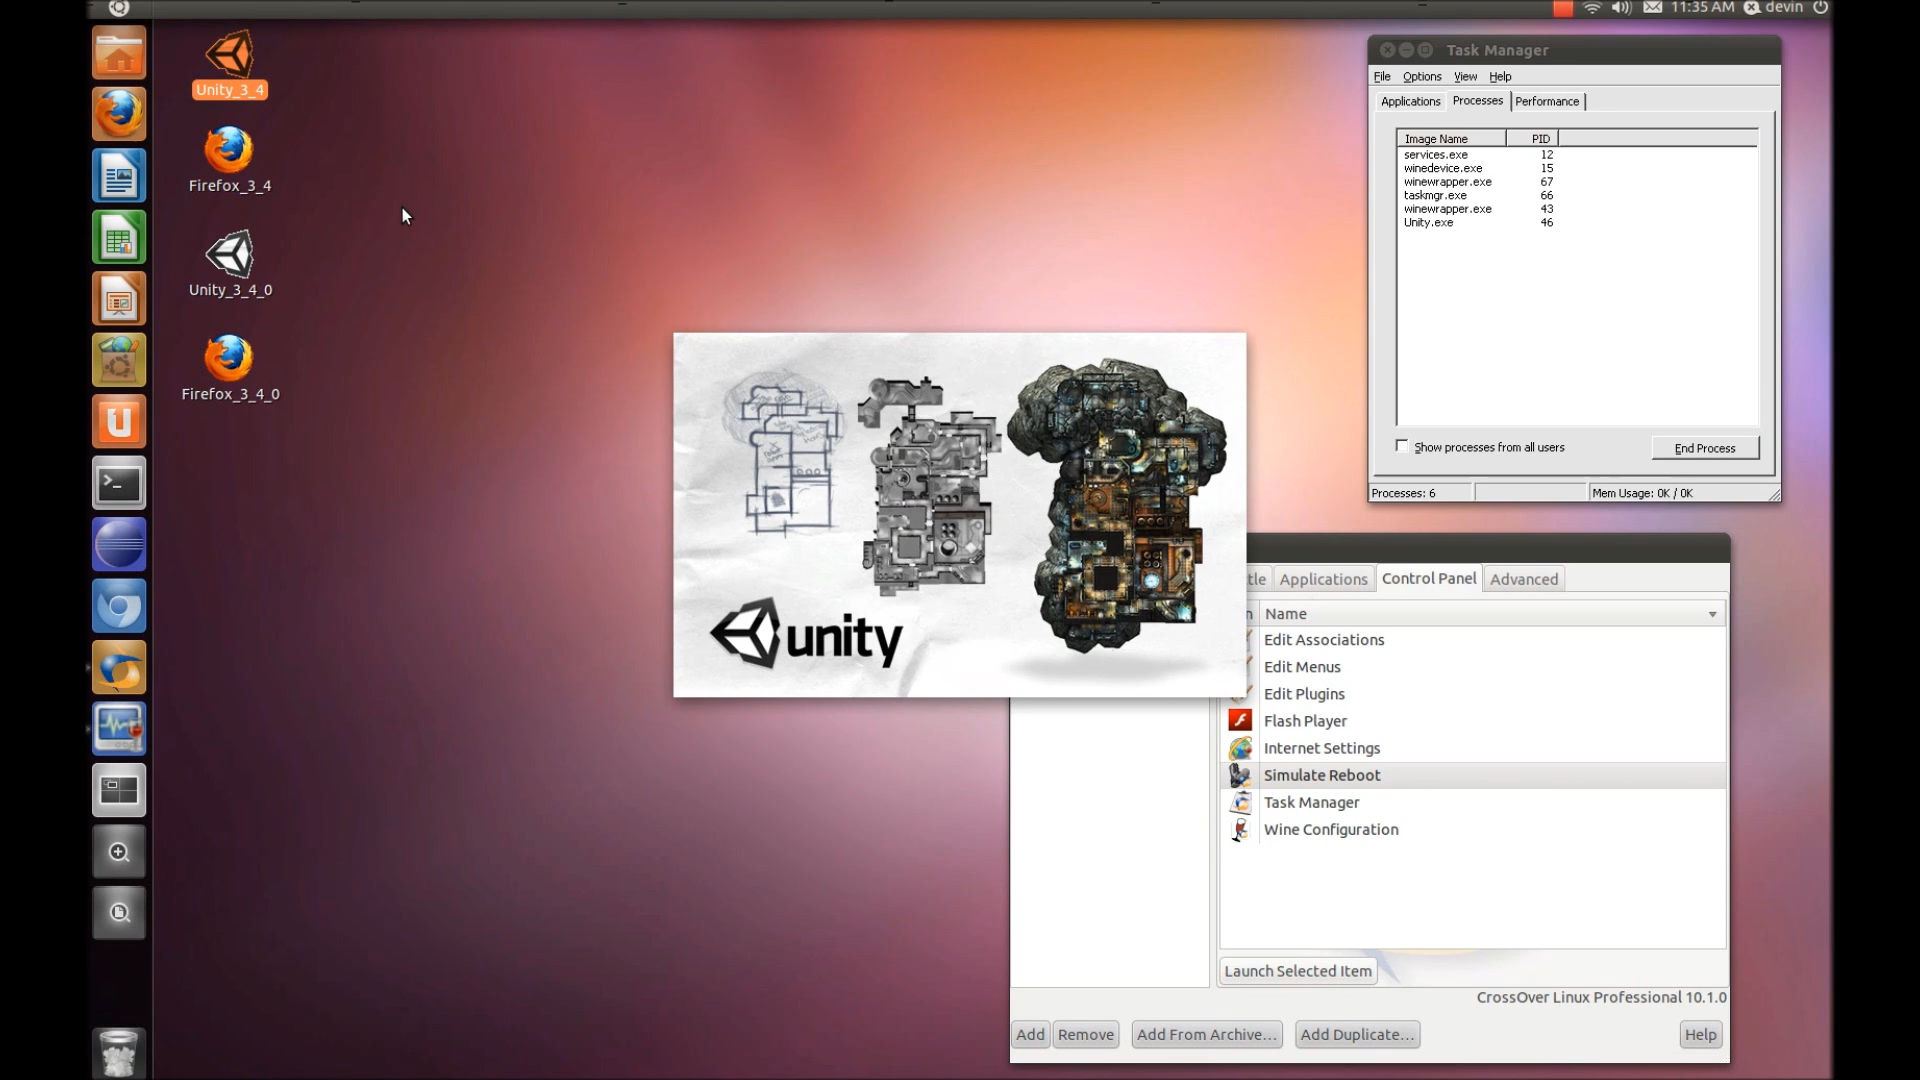 11:35 AM devin
Unity_3_4
Firefox_3_4
Unity_3_4_0
Firefox_3_4_0
Task Manager
File Options View Help
Applications Processes Performance
Image Name PID
services.exe 12
winedevice.exe 15
winewrapper.exe 67
taskmgr.exe 66
winewrapper.exe 43
Unity.exe 46
Show processes from all users End Process
Processes: 6 Mem Usage: 0K / 0K
unity
tle Applications Control Panel Advanced
n Name
Edit Associations
Edit Menus
Edit Plugins
Flash Player
Internet Settings
Simulate Reboot
Task Manager
Wine Configuration
Launch Selected Item
CrossOver Linux Professional 10.1.0
Add Remove Add From Archive... Add Duplicate... Help